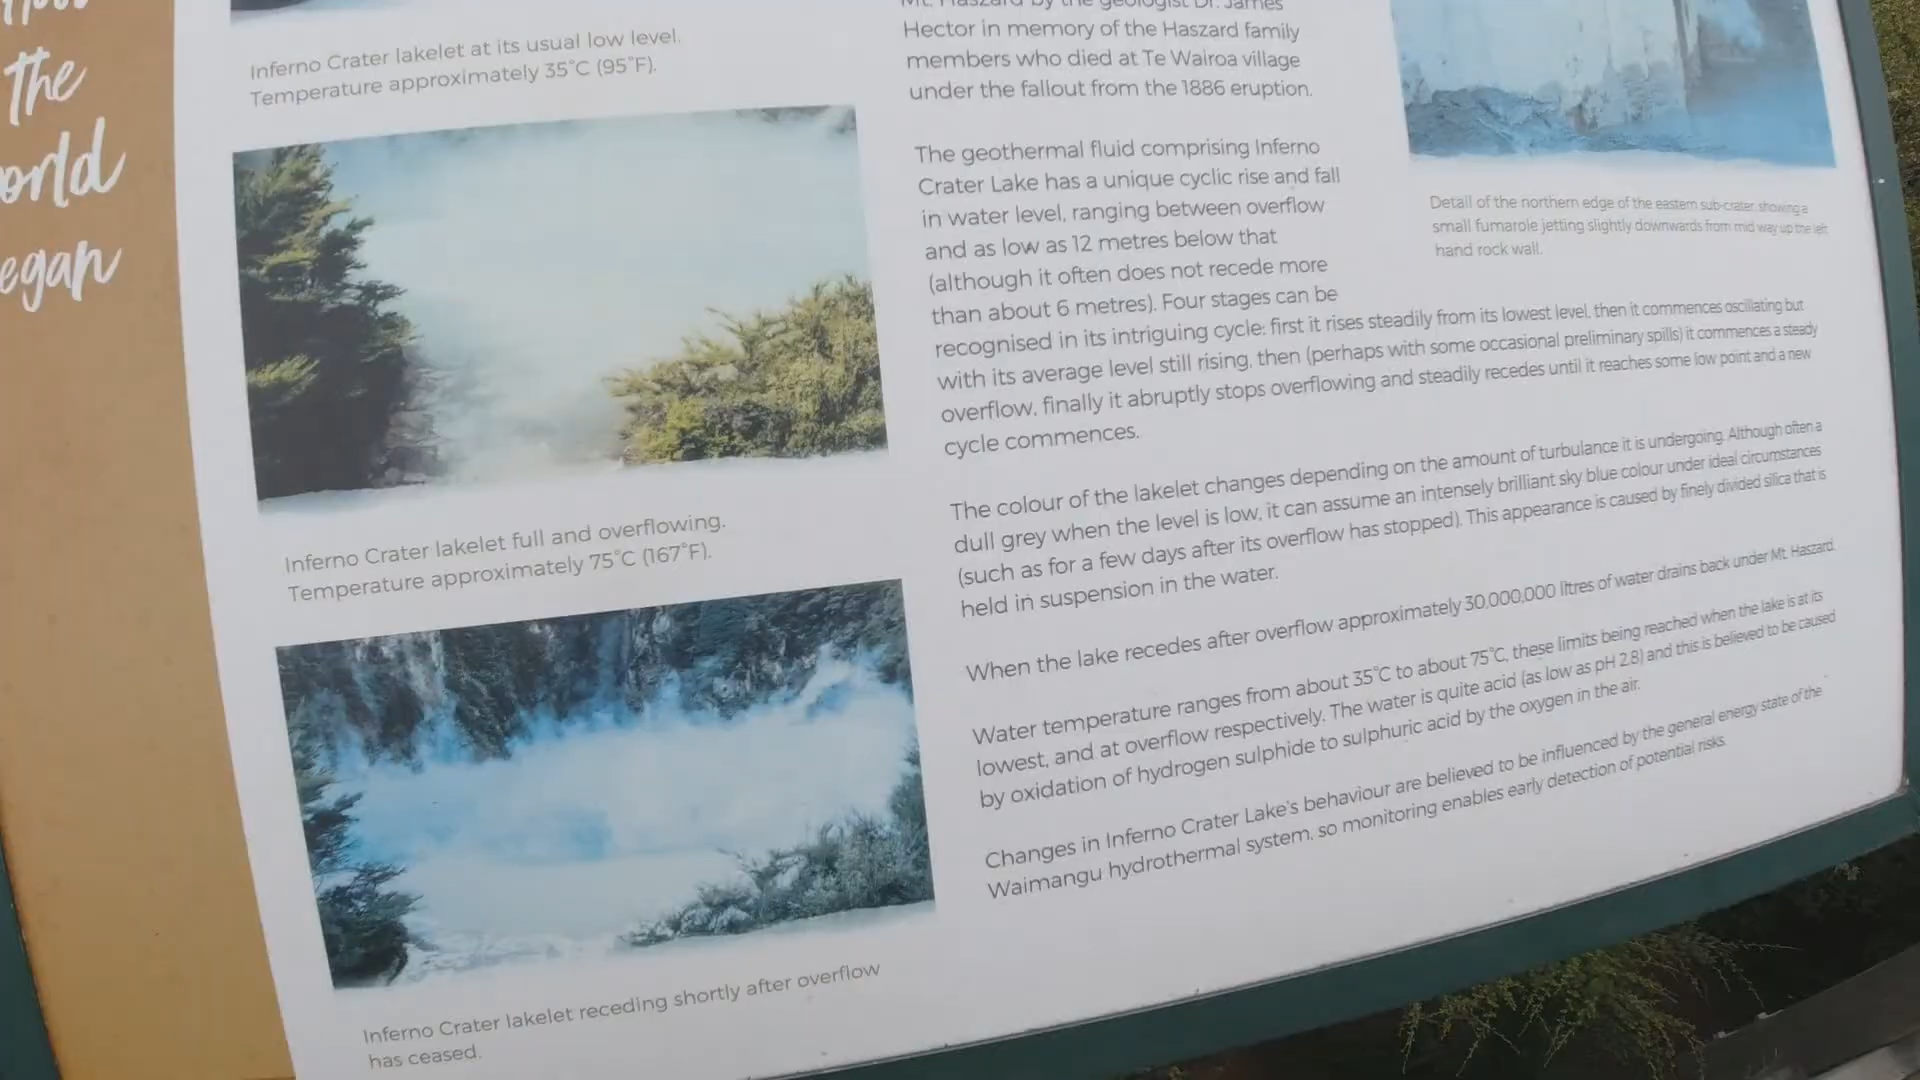 the
orld
egan
Inferno Crater lakelet at its usual low level.
Temperature approximately 35°C (95°F).
Inferno Crater lakelet full and overflowing.
Temperature approximately 75°C (167°F).
Inferno Crater lakelet receding shortly after overflow
has ceased.
Mt. Haszard by the geologist Dr. James
Hector in memory of the Haszard family
members who died at Te Wairoa village
under the fallout from the 1886 eruption.
The geothermal fluid comprising Inferno
Crater Lake has a unique cyclic rise and fall
in water level, ranging between overflow
and as low as 12 metres below that
(although it often does not recede more
than about 6 metres). Four stages can be
recognised in its intriguing cycle: first it rises steadily from its lowest level, then it commences oscillating but
with its average level still rising, then (perhaps with some occasional preliminary spills) it commences a steady
overflow, finally it abruptly stops overflowing and steadily recedes until it reaches some low point and a new
cycle commences.
The colour of the lakelet changes depending on the amount of turbulance it is undergoing. Although often a
dull grey when the level is low, it can assume an intensely brilliant sky blue colour under ideal circumstances
(such as for a few days after its overflow has stopped). This appearance is caused by finely divided silica that is
held in suspension in the water.
When the lake recedes after overflow approximately 30,000,000 litres of water drains back under Mt. Haszard.
Water temperature ranges from about 35°C to about 75°C, these limits being reached when the lake is at its
lowest, and at overflow respectively. The water is quite acid (as low as pH 2.8) and this is believed to be caused
by oxidation of hydrogen sulphide to sulphuric acid by the oxygen in the air.
Changes in Inferno Crater Lake's behaviour are believed to be influenced by the general energy state of the
Waimangu hydrothermal system, so monitoring enables early detection of potential risks.
Detail of the northern edge of the eastern sub-crater, showing a
small fumarole jetting slightly downwards from mid way up the left
hand rock wall.